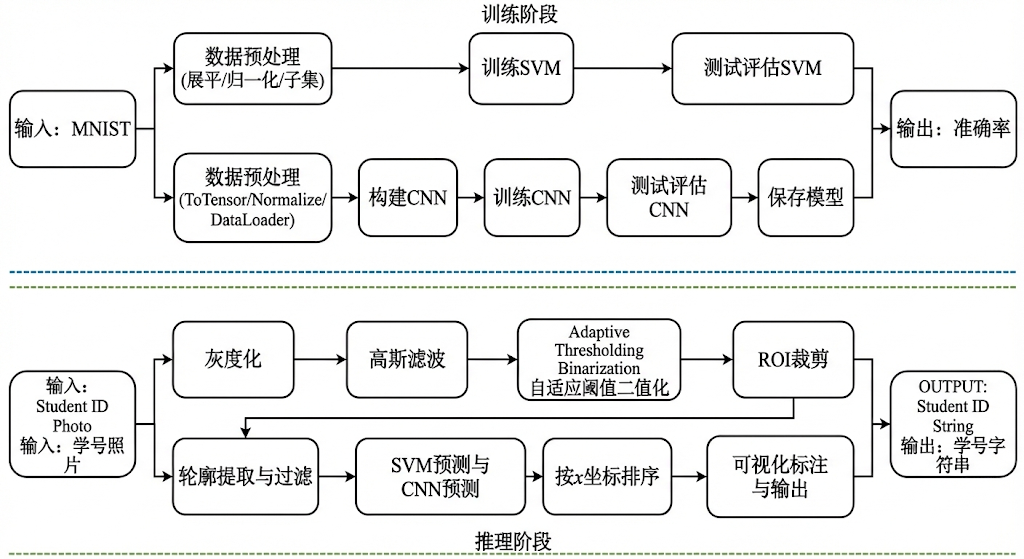 训练阶段
输入：MNIST
数据预处理
(展平/归一化/子集)
训练SVM
测试评估SVM
数据预处理
(ToTensor/Normalize/
DataLoader)
构建CNN
训练CNN
测试评估
CNN
保存模型
输出：准确率
输入：
Student ID
Photo
输入：学号照
片
灰度化
高斯滤波
Adaptive
Thresholding
Binarization
自适应阈值二值化
ROI裁剪
轮廓提取与过滤
SVM预测与
CNN预测
按x坐标排序
可视化标注
与输出
OUTPUT:
Student ID
String
输出：学号字
符串
推理阶段